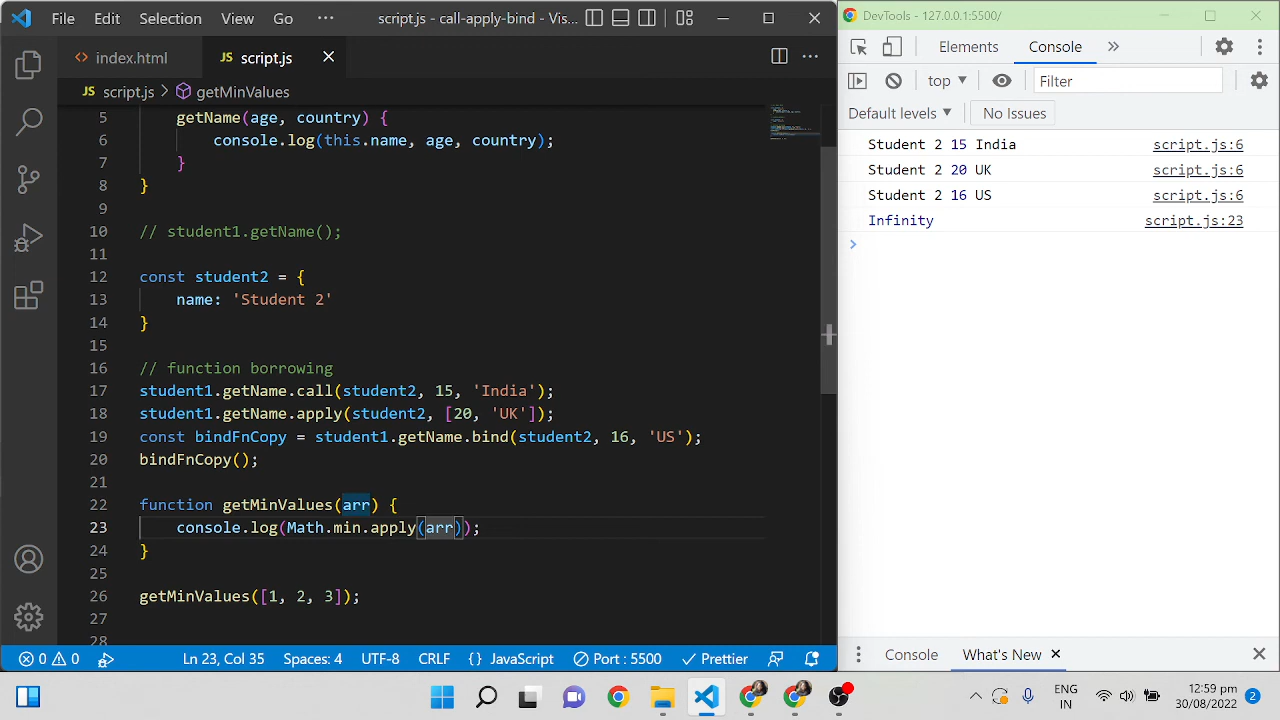 File Edit Selection View Go ··· script.js - call-apply-bind - Vis...
index.html JS script.js
JS script.js > getMinValues
5 getName(age, country) {
6 console.log(this.name, age, country);
7 }
8 }
9
10 // student1.getName();
11
12 const student2 = {
13 name: 'Student 2'
14 }
15
16 // function borrowing
17 student1.getName.call(student2, 15, 'India');
18 student1.getName.apply(student2, [20, 'UK']);
19 const bindFnCopy = student1.getName.bind(student2, 16, 'US');
20 bindFnCopy();
21
22 function getMinValues(arr) {
23 console.log(Math.min.apply(arr));
24 }
25
26 getMinValues([1, 2, 3]);
27
28
0 0 Ln 23, Col 35 Spaces: 4 UTF-8 CRLF {} JavaScript Port : 5500 Prettier
DevTools - 127.0.0.1:5500/
Elements Console
top Filter
Default levels No Issues
Student 2 15 India script.js:6
Student 2 20 UK script.js:6
Student 2 16 US script.js:6
Infinity script.js:23
>
Console What's New
ENG
IN
12:59 pm
30/08/2022
2